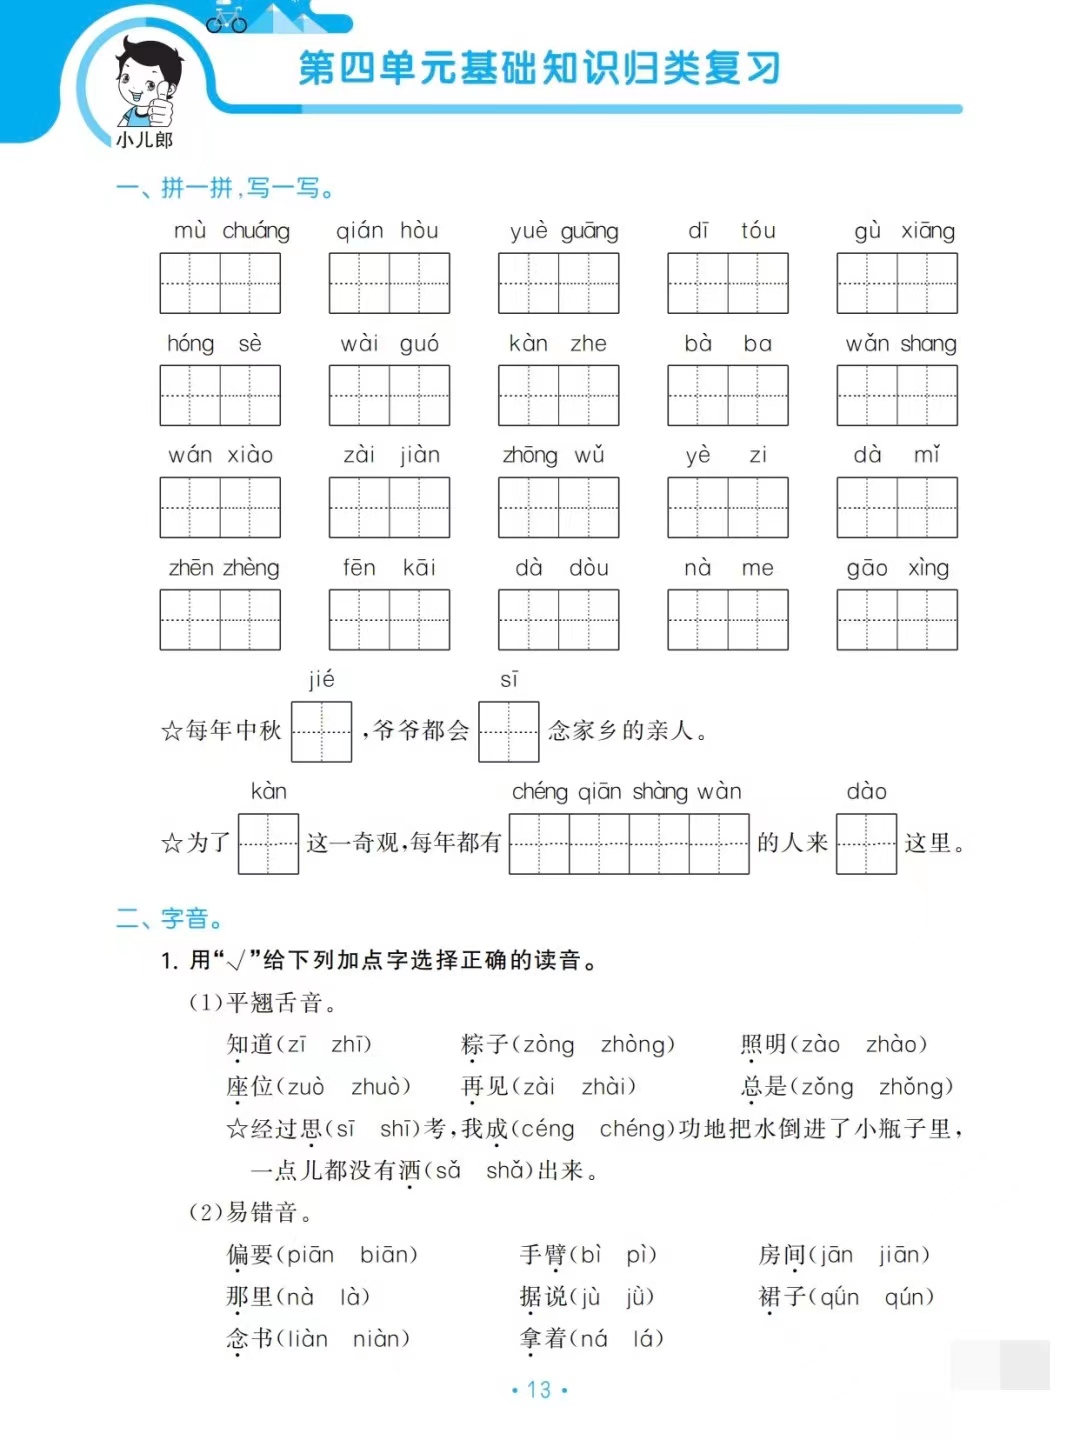 第四单元基础知识归类复习
小儿郎
一、拼一拼,写一写。
mù chuáng qián hòu yuè guāng dī tóu gù xiāng
hóng sè wài guó kàn zhe bà ba wǎn shang
wán xiào zài jiàn zhōng wǔ yè zi dà mǐ
zhēn zhèng fēn kāi dà dòu nà me gāo xìng
jié sī
☆每年中秋 ,爷爷都会 念家乡的亲人。
kàn chéng qiān shàng wàn dào
☆为了 这一奇观,每年都有 的人来 这里。
二、字音。
1. 用“√”给下列加点字选择正确的读音。
(1)平翘舌音。
知道(zī zhī) 粽子(zòng zhòng) 照明(zào zhào)
座位(zuò zhuò) 再见(zài zhài) 总是(zǒng zhǒng)
☆经过思(sī shī)考,我成(céng chéng)功地把水倒进了小瓶子里,
一点儿都没有洒(sǎ shǎ)出来。
(2)易错音。
偏要(piān biān) 手臂(bì pì) 房间(jān jiān)
那里(nà là) 据说(jù jǜ) 裙子(qǘn qún)
念书(liàn niàn) 拿着(ná lá)
·13·